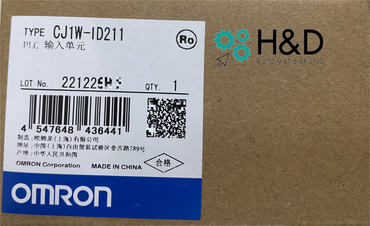 TYPE CJ1W-ID211
PLC 输入单元
Ro
H&D
AUTOMATISIERUNG
LOT No. 221225
QTY. 1
4 547648 436441
制造:欧姆龙(上海)有限公司
地址:中国(上海)自由贸易试验区金吉路789号
产地:中华人民共和国
OMRON Corporation MADE IN CHINA
合格
OMRON